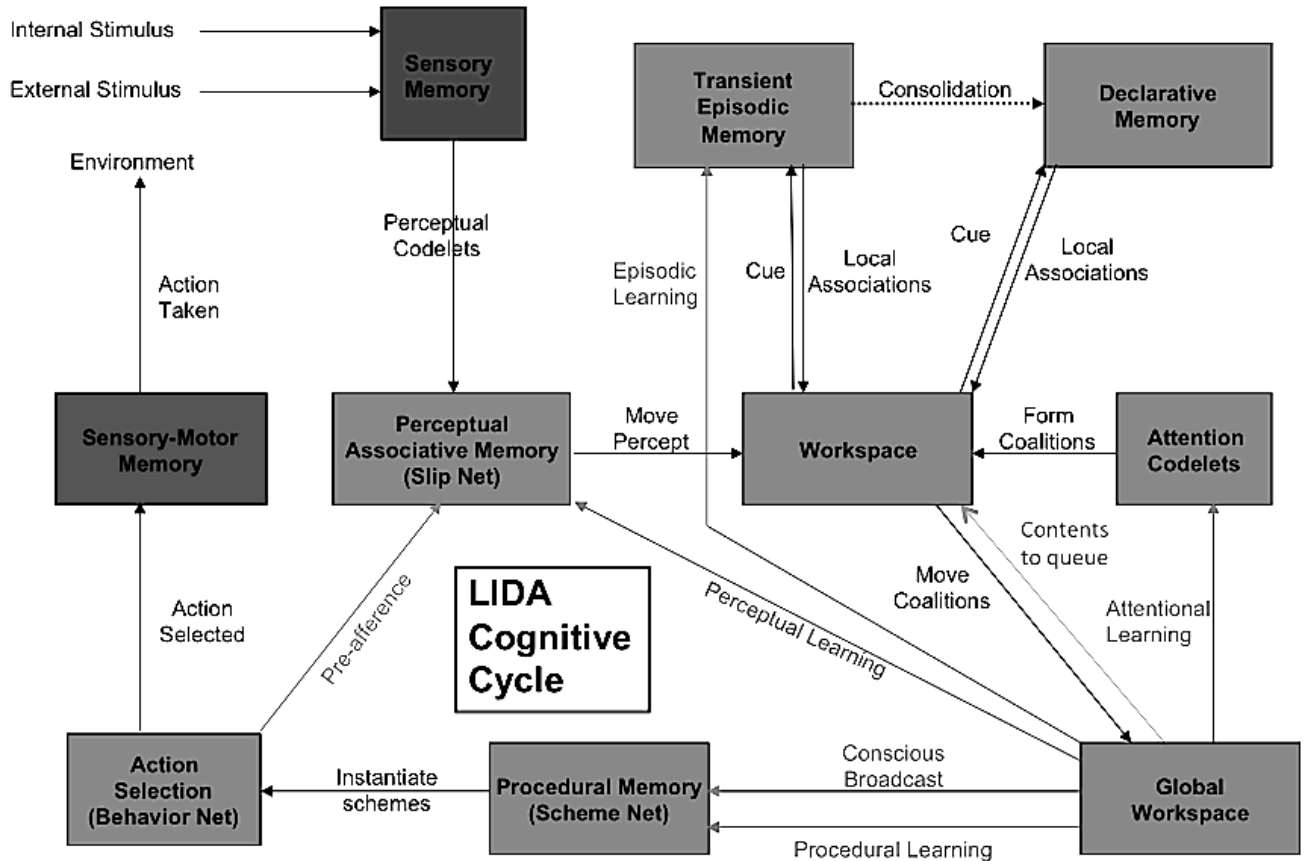 Internal Stimulus
External Stimulus
Sensory
Memory
Transient
Episodic
Memory
Consolidation
Declarative
Memory
Environment
Perceptual
Codelets
Action
Taken
Episodic
Learning
Cue
Local
Associations
Cue
Local
Associations
Sensory-Motor
Memory
Perceptual
Associative Memory
(Slip Net)
Move
Percept
Workspace
Form
Coalitions
Attention
Codelets
Action
Selected
Pre-afference
LIDA
Cognitive
Cycle
Perceptual Learning
Move
Coalitions
Contents
to queue
Attentional
Learning
Action
Selection
(Behavior Net)
Instantiate
schemes
Procedural Memory
(Scheme Net)
Conscious
Broadcast
Procedural Learning
Global
Workspace